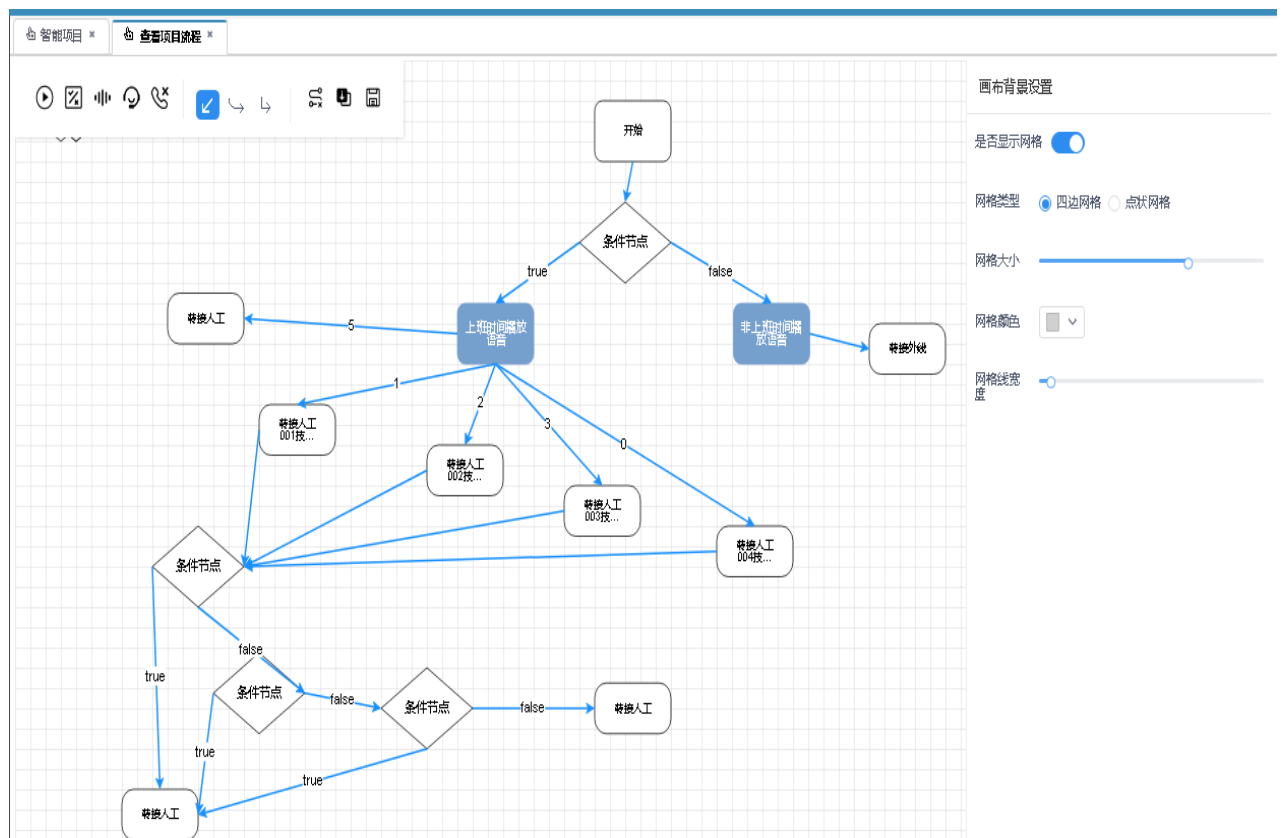 智能项目 ×
查看项目流程 ×
画布背景设置
是否显示网格
网格类型
四边网格
点状网格
网格大小
网格颜色
网格线宽
度
开始
条件节点
true
false
转接人工
5
上班时间播放
语音
非上班时间播
放语音
转接外线
1
2
3
0
转接人工
001技...
转接人工
002技...
转接人工
003技...
转接人工
004技...
条件节点
true
false
条件节点
false
条件节点
false
转接人工
true
true
转接人工